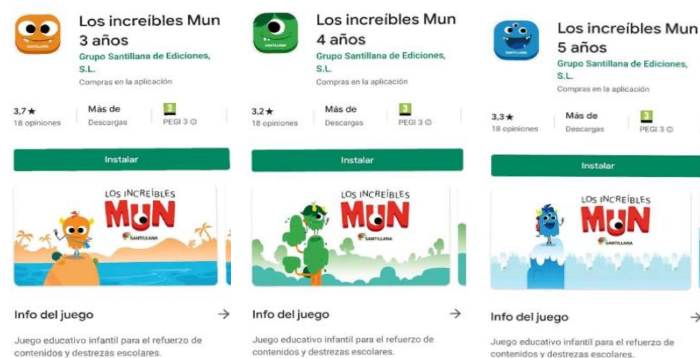 Los increíbles Mun
3 años
Grupo Santillana de Ediciones,
S.L.
Compras en la aplicación
3,7★
18 opiniones
Más de
Descargas
3
PEGI 3
Instalar
LOS INCREÍBLES
MUN
SANTILLANA
Info del juego
Juego educativo infantil para el refuerzo de
contenidos y destrezas escolares.
Los increíbles Mun
4 años
Grupo Santillana de Ediciones,
S.L.
Compras en la aplicación
3,2★
18 opiniones
Más de
Descargas
3
PEGI 3
Instalar
LOS INCREÍBLES
MUN
SANTILLANA
Info del juego
Juego educativo infantil para el refuerzo de
contenidos y destrezas escolares.
Los increíbles Mun
5 años
Grupo Santillana de Ediciones,
S.L.
Compras en la aplicación
3,3★
18 opiniones
Más de
Descargas
3
PEGI 3
Instalar
LOS INCREÍBLES
MUN
SANTILLANA
Info del juego
Juego educativo infantil para el refuerzo de
contenidos y destrezas escolares.